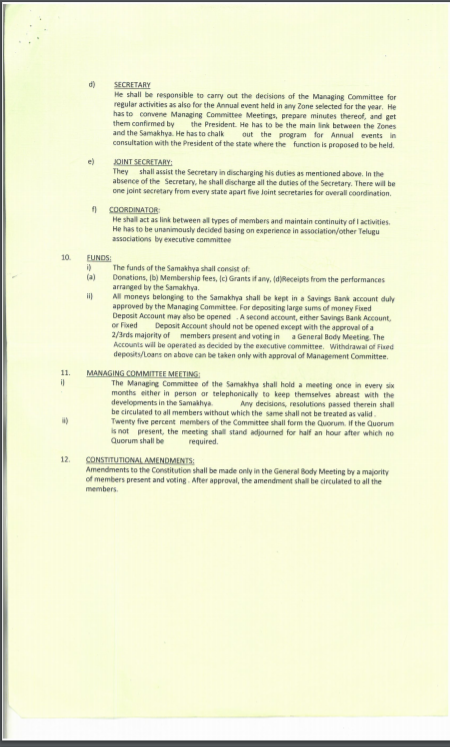 d) SECRETARY
He shall be responsible to carry out the decisions of the Managing Committee for
regular activities as also for the Annual event held in any Zone selected for the year. He
has to convene Managing Committee Meetings, prepare minutes thereof, and get
them confirmed by the President. He has to be the main link between the Zones
and the Samakhya. He has to chalk out the program for Annual events in
consultation with the President of the state where the function is proposed to be held.
e) JOINT SECRETARY:
They shall assist the Secretary in discharging his duties as mentioned above. In the
absence of the Secretary, he shall discharge all the duties of the Secretary. There will be
one joint secretary from every state apart five Joint secretaries for overall coordination.
f) COORDINATOR:
He shall act as link between all types of members and maintain continuity of l activities.
He has to be unanimously decided basing on experience in association/other Telugu
associations by executive committee
10. FUNDS:
i) The funds of the Samakhya shall consist of:
(a) Donations, (b) Membership fees, (c) Grants if any, (d)Receipts from the performances
arranged by the Samakhya.
ii) All moneys belonging to the Samakhya shall be kept in a Savings Bank account duly
approved by the Managing Committee. For depositing large sums of money Fixed
Deposit Account may also be opened . A second account, either Savings Bank Account,
or Fixed Deposit Account should not be opened except with the approval of a
2/3rds majority of members present and voting in a General Body Meeting. The
Accounts will be operated as decided by the executive committee. Withdrawal of Fixed
deposits/Loans on above can be taken only with approval of Management Committee.
11. MANAGING COMMITTEE MEETING:
i) The Managing Committee of the Samakhya shall hold a meeting once in every six
months either in person or telephonically to keep themselves abreast with the
developments in the Samakhya. Any decisions, resolutions passed therein shall
be circulated to all members without which the same shall not be treated as valid .
ii) Twenty five percent members of the Committee shall form the Quorum. If the Quorum
is not present, the meeting shall stand adjourned for half an hour after which no
Quorum shall be required.
12. CONSTITUTIONAL AMENDMENTS:
Amendments to the Constitution shall be made only in the General Body Meeting by a majority
of members present and voting . After approval, the amendment shall be circulated to all the
members.